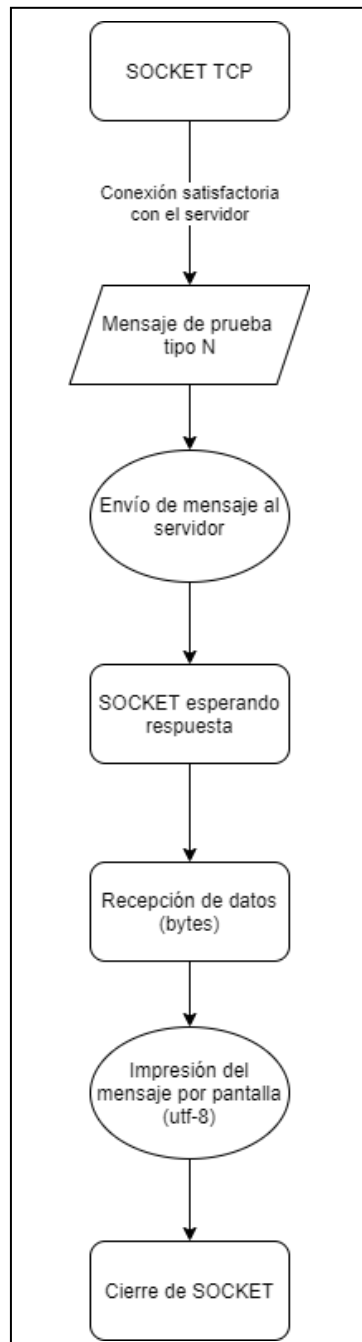 SOCKET TCP
Conexión satisfactoria
con el servidor
Mensaje de prueba
tipo N
Envío de mensaje al
servidor
SOCKET esperando
respuesta
Recepción de datos
(bytes)
Impresión del
mensaje por pantalla
(utf-8)
Cierre de SOCKET